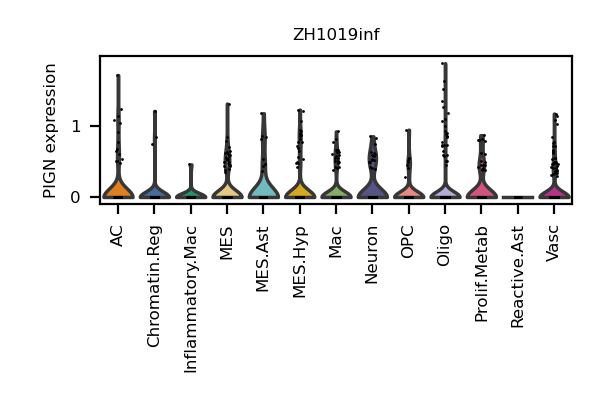 ZH1019inf
PIGN expression
1
0
AC
Chromatin.Reg
Inflammatory.Mac
MES
MES.Ast
MES.Hyp
Mac
Neuron
OPC
Oligo
Prolif.Metab
Reactive.Ast
Vasc